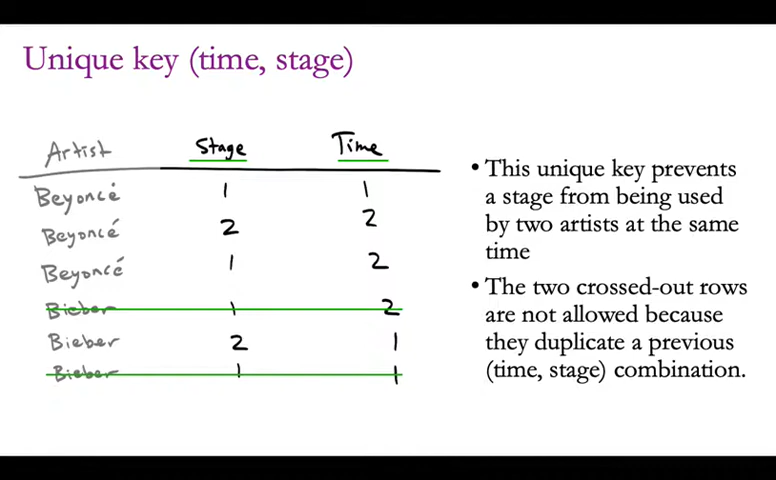 Unique key (time, stage)
Artist Stage Time
Beyoncé 1 1
Beyoncé 2 2
Beyoncé 1 2
Bieber 1 2
Bieber 2 1
Bieber 1 1
• This unique key prevents
a stage from being used
by two artists at the same
time
• The two crossed-out rows
are not allowed because
they duplicate a previous
(time, stage) combination.